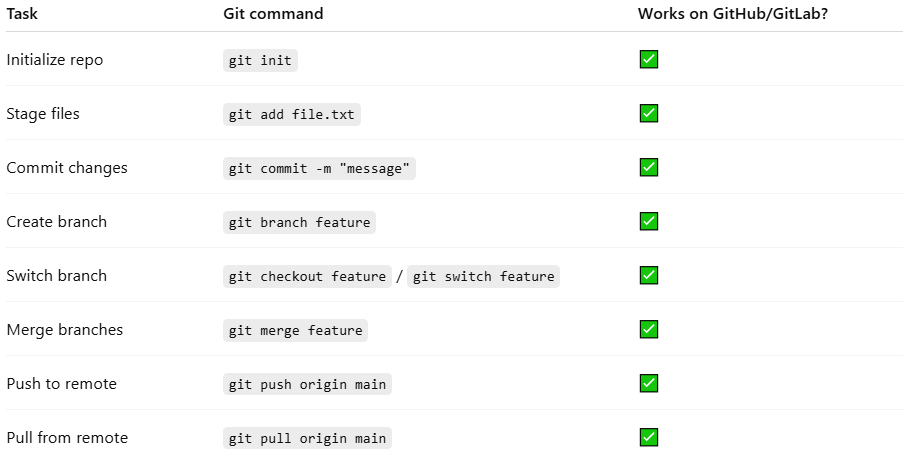 Task Git command Works on GitHub/GitLab?
Initialize repo git init ✅
Stage files git add file.txt ✅
Commit changes git commit -m "message" ✅
Create branch git branch feature ✅
Switch branch git checkout feature / git switch feature ✅
Merge branches git merge feature ✅
Push to remote git push origin main ✅
Pull from remote git pull origin main ✅